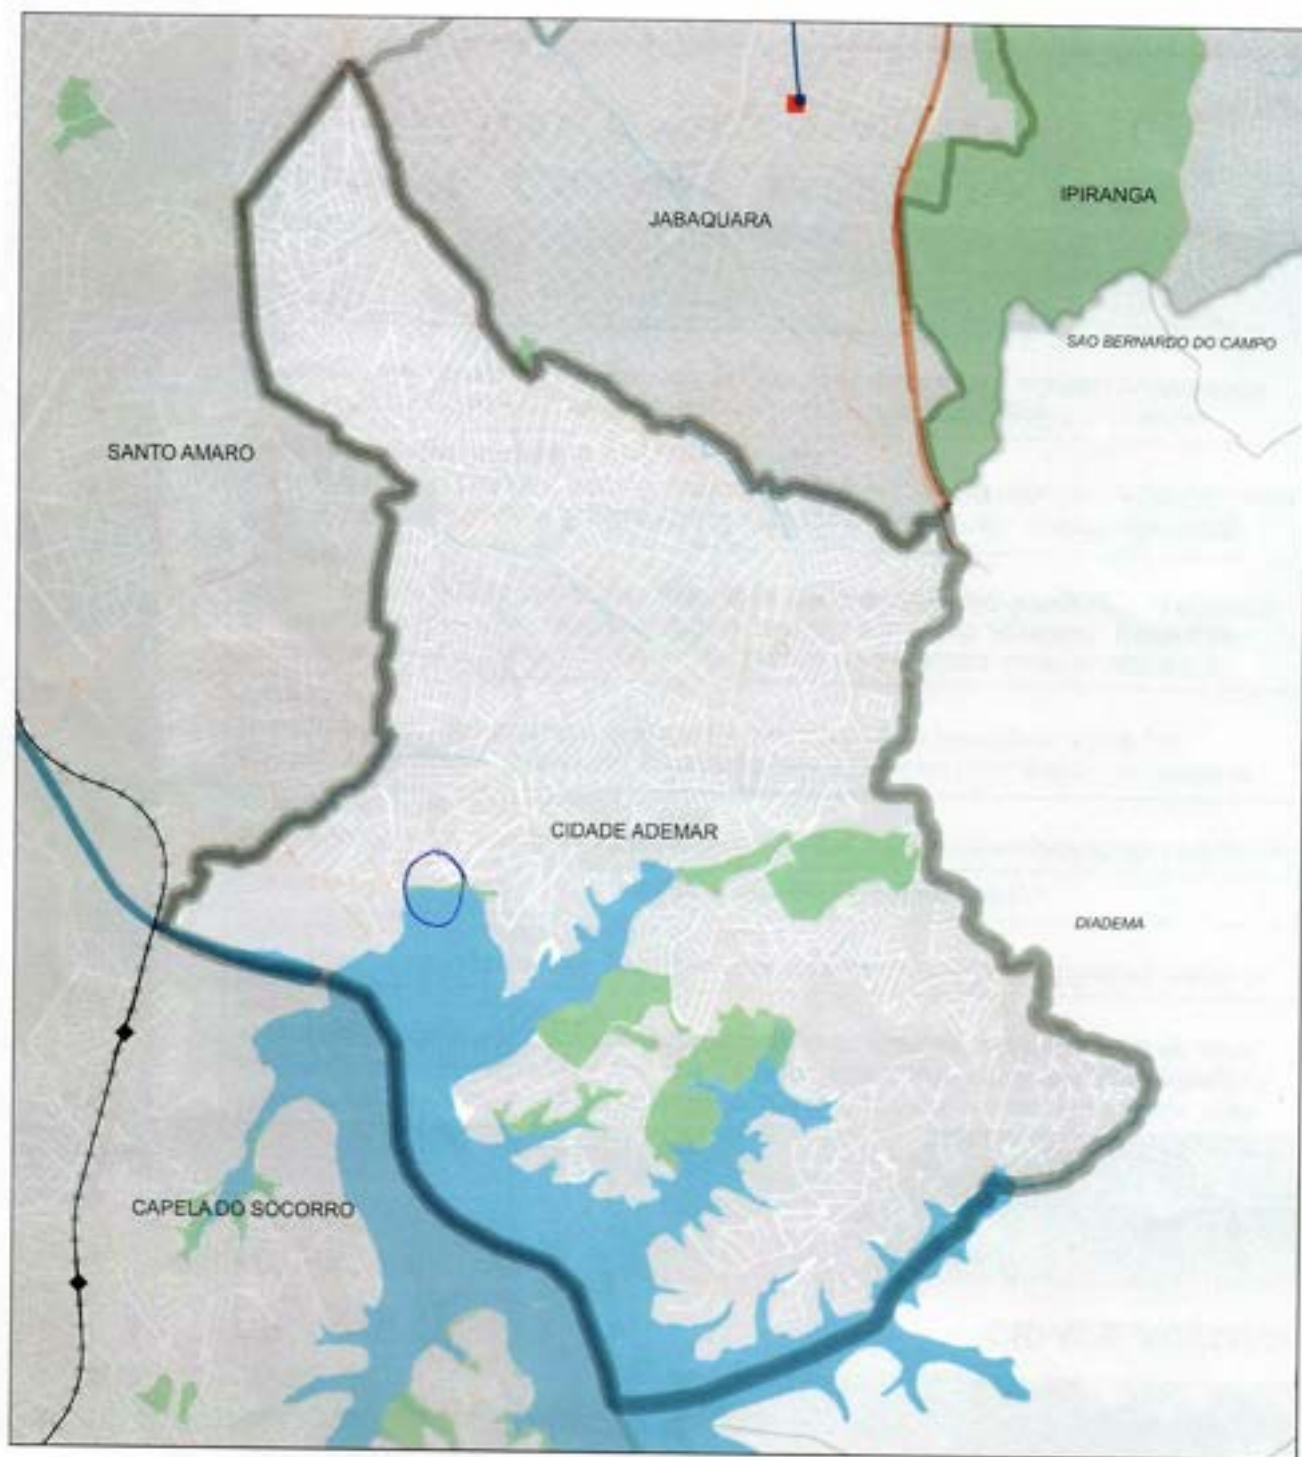 JABAQUARA
IPIRANGA
SAO BERNARDO DO CAMPO
SANTO AMARO
CIDADE ADEMAR
DIADEMA
CAPELA DO SOCORRO